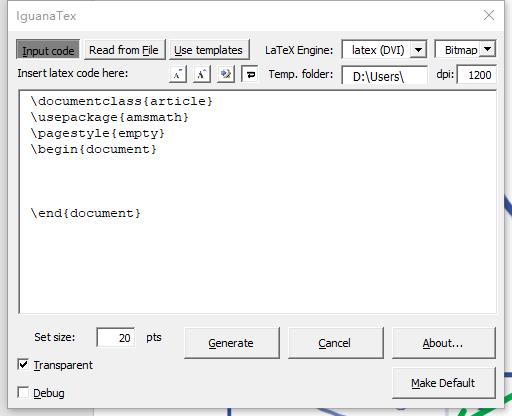 IguanaTex
Input code Read from File Use templates LaTeX Engine: latex (DVI) Bitmap
Insert latex code here: A A Temp. folder: D:\Users\ dpi: 1200
\documentclass{article}
\usepackage{amsmath}
\pagestyle{empty}
\begin{document}
\end{document}
Set size: 20 pts Generate Cancel About...
Transparent
Make Default
Debug